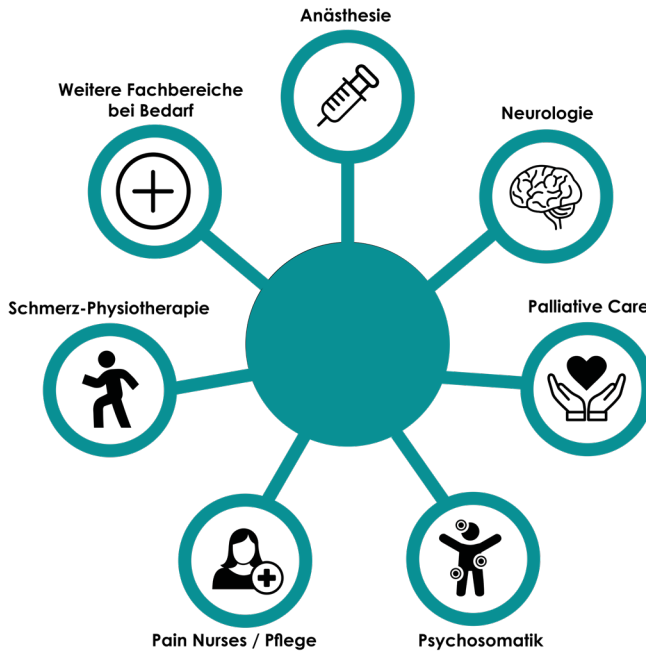 Anästhesie
Weitere Fachbereiche
bei Bedarf
Neurologie
Schmerz-Physiotherapie
Palliative Care
Pain Nurses / Pflege
Psychosomatik